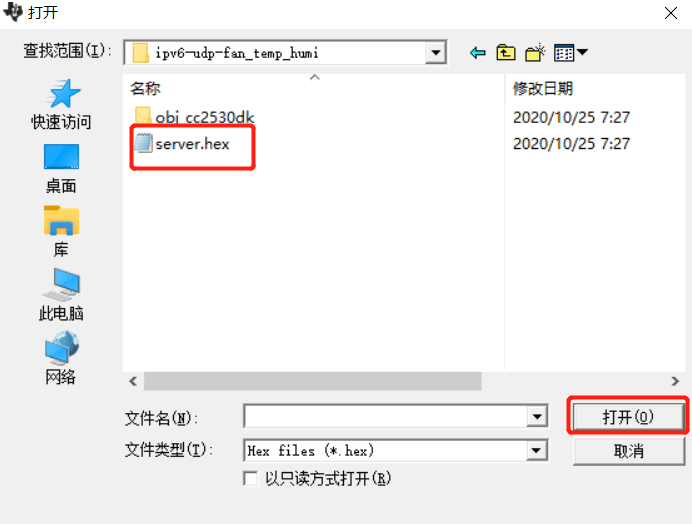 打开
查找范围(I):
ipv6-udp-fan_temp_humi
名称
修改日期
obj_cc2530dk
2020/10/25 7:27
server.hex
2020/10/25 7:27
快速访问
桌面
库
此电脑
网络
文件名(N):
打开(O)
文件类型(T):
Hex files (*.hex)
取消
以只读方式打开(R)